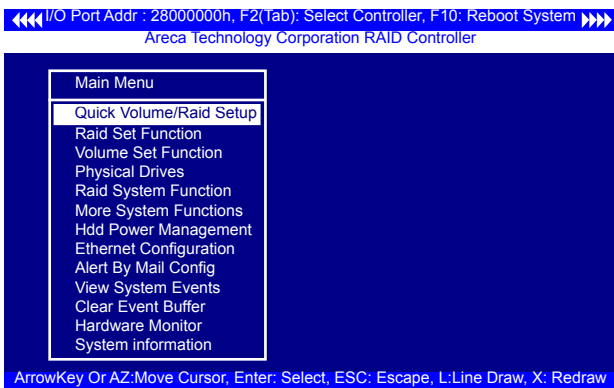 I/O Port Addr : 28000000h, F2(Tab): Select Controller, F10: Reboot System
Areca Technology Corporation RAID Controller
Main Menu
Quick Volume/Raid Setup
Raid Set Function
Volume Set Function
Physical Drives
Raid System Function
More System Functions
Hdd Power Management
Ethernet Configuration
Alert By Mail Config
View System Events
Clear Event Buffer
Hardware Monitor
System information
ArrowKey Or AZ:Move Cursor, Enter: Select, ESC: Escape, L:Line Draw, X: Redraw